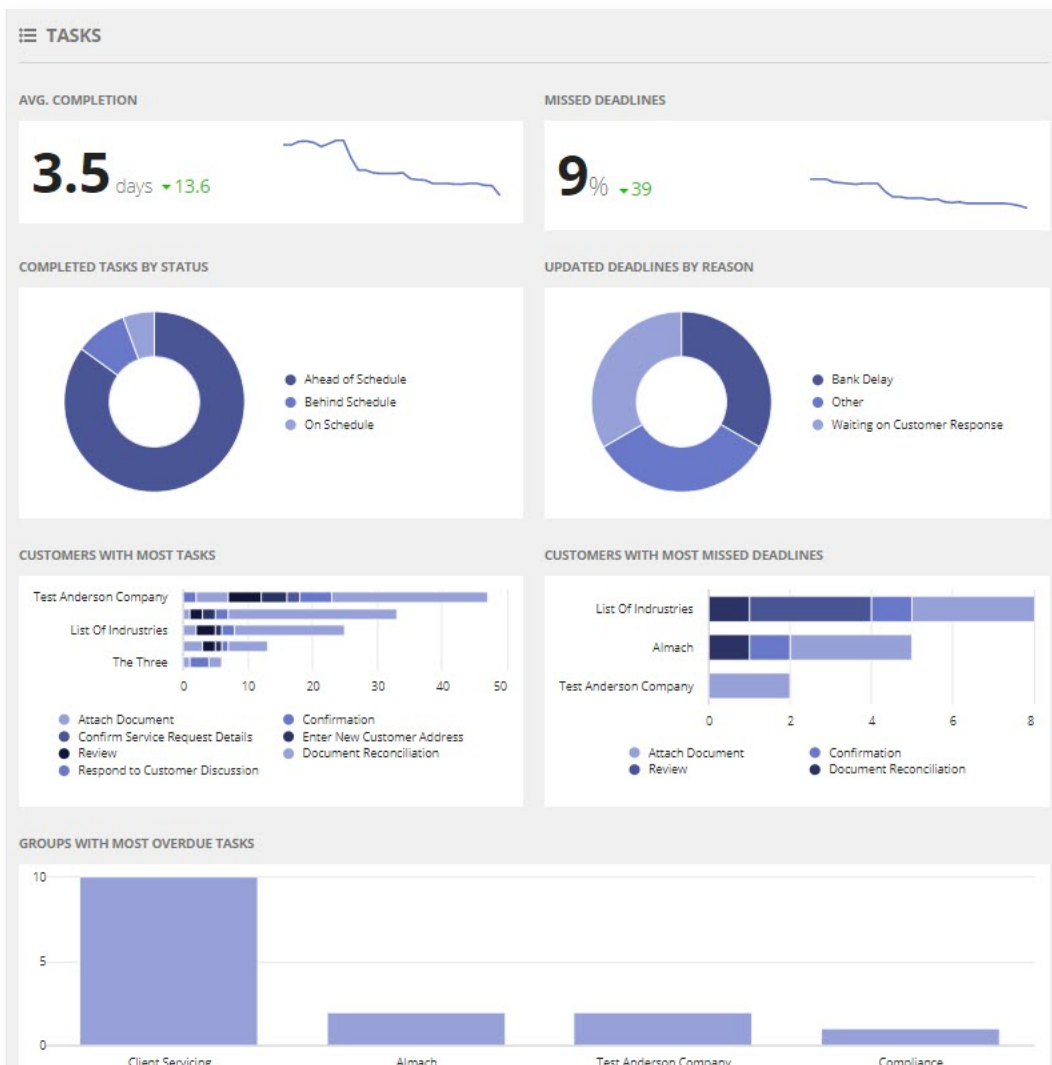 TASKS
AVG. COMPLETION
3.5 days 13.6
MISSED DEADLINES
9% 39
COMPLETED TASKS BY STATUS
Ahead of Schedule
Behind Schedule
On Schedule
UPDATED DEADLINES BY REASON
Bank Delay
Other
Waiting on Customer Response
CUSTOMERS WITH MOST TASKS
Test Anderson Company
List Of Indrustries
The Three
0 10 20 30 40 50
Attach Document
Confirm Service Request Details
Review
Respond to Customer Discussion
Confirmation
Enter New Customer Address
Document Reconciliation
CUSTOMERS WITH MOST MISSED DEADLINES
List Of Indrustries
Almach
Test Anderson Company
0 2 4 6 8
Attach Document
Review
Confirmation
Document Reconciliation
GROUPS WITH MOST OVERDUE TASKS
10
5
0
Client Servicing Almach Test Anderson Company Compliance